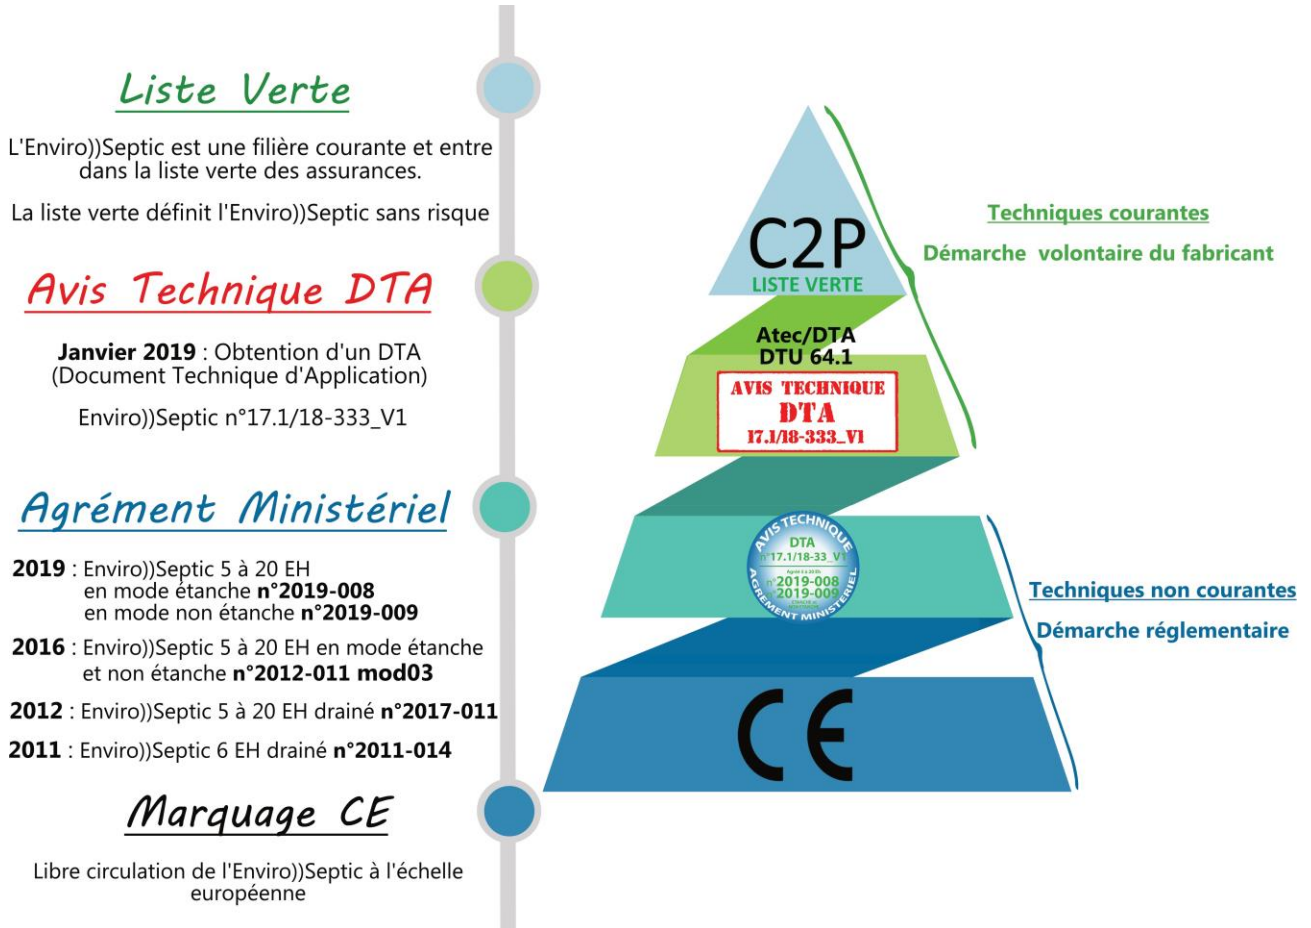 Liste Verte
L'Enviro))Septic est une filière courante et entre
dans la liste verte des assurances.
La liste verte définit l'Enviro))Septic sans risque
Avis Technique DTA
Janvier 2019 : Obtention d'un DTA
(Document Technique d'Application)
Enviro))Septic n°17.1/18-333_V1
Agrément Ministériel
2019 : Enviro))Septic 5 à 20 EH
en mode étanche n°2019-008
en mode non étanche n°2019-009
2016 : Enviro))Septic 5 à 20 EH en mode étanche
et non étanche n°2012-011 mod03
2012 : Enviro))Septic 5 à 20 EH drainé n°2017-011
2011 : Enviro))Septic 6 EH drainé n°2011-014
Marquage CE
Libre circulation de l'Enviro))Septic à l'échelle
européenne
C2P
LISTE VERTE
Atec/DTA
DTU 64.1
AVIS TECHNIQUE
DTA
17.1/18-333_V1
AVIS TECHNIQUE
DTA
n°17.1/18-33_V1
n°2019-008
n°2019-009
AGREMENT MINISTÉRIEL
CE
Techniques courantes
Démarche volontaire du fabricant
Techniques non courantes
Démarche réglementaire